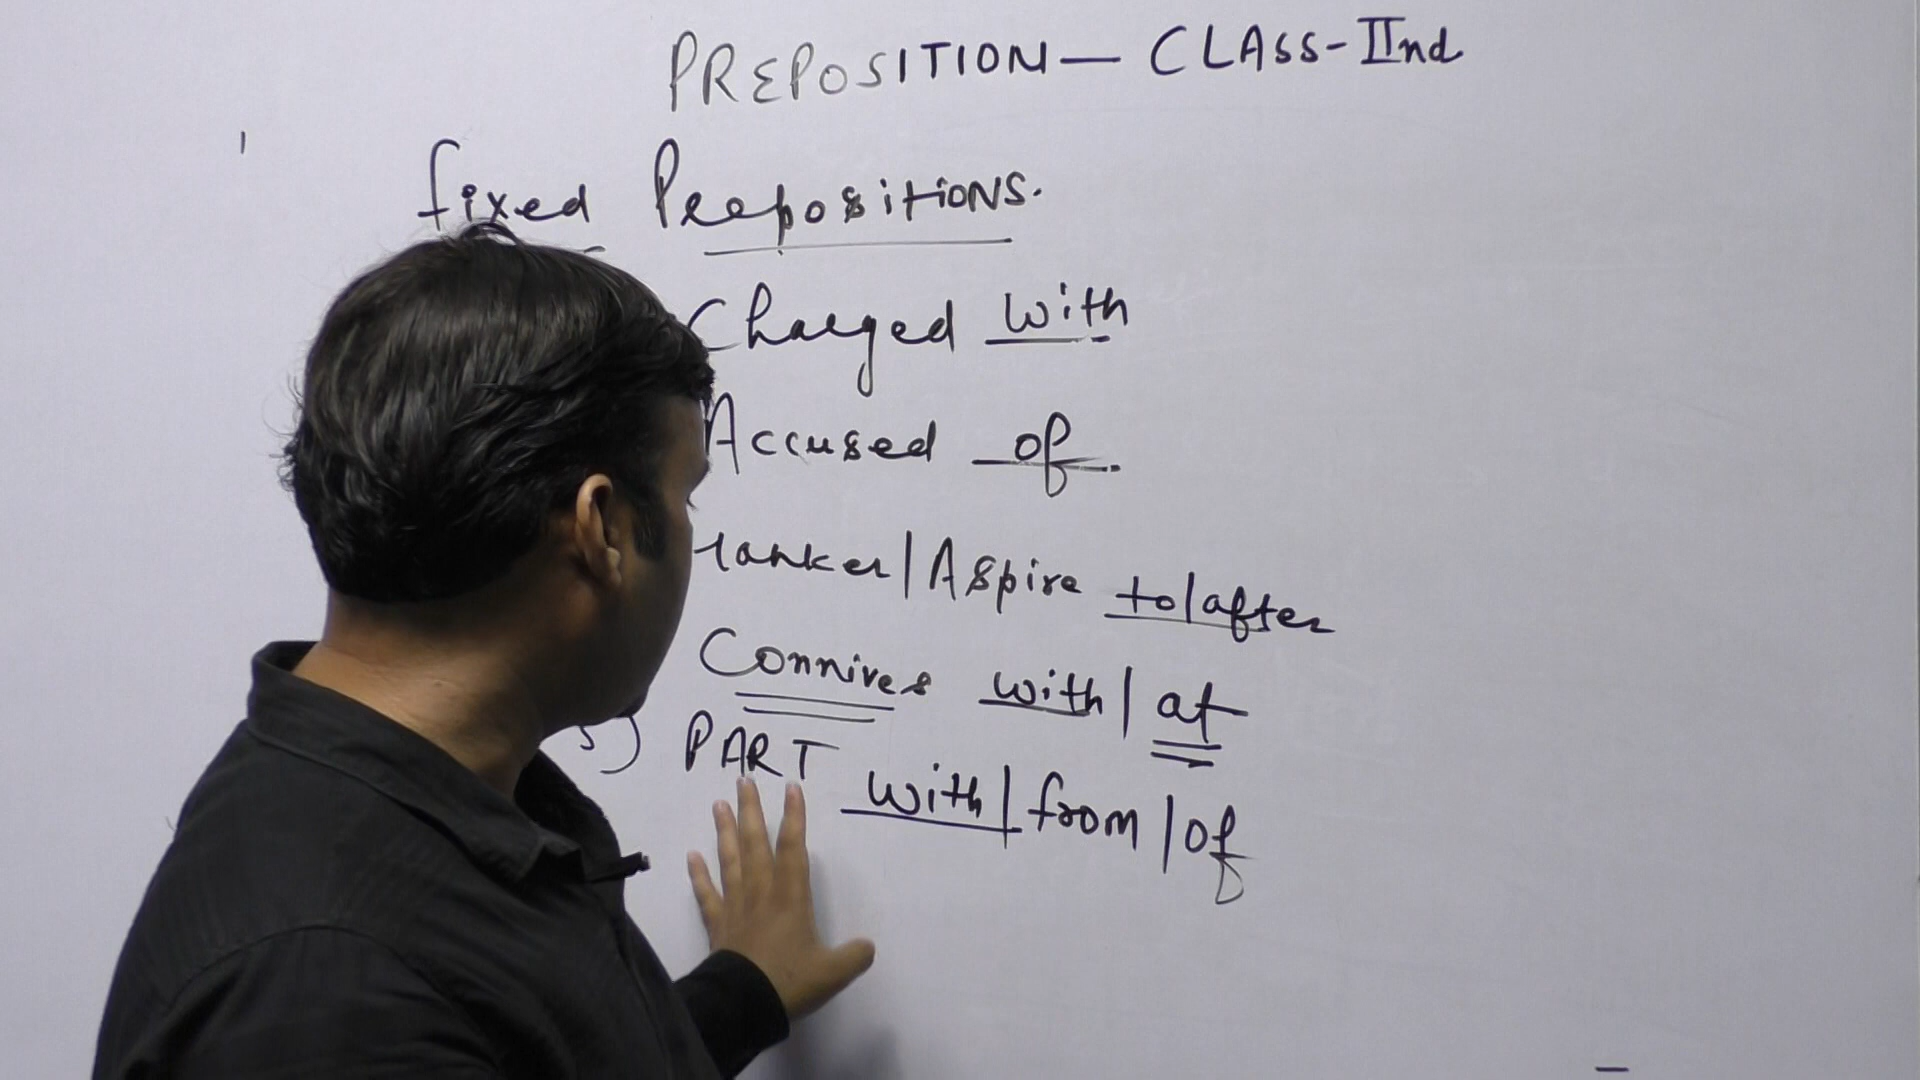 PREPOSITION — CLASS-IInd
fixed Prepositions.
Charged with
Accused of.
Aspire to/after
Connives with / at
5) PART with / from / of